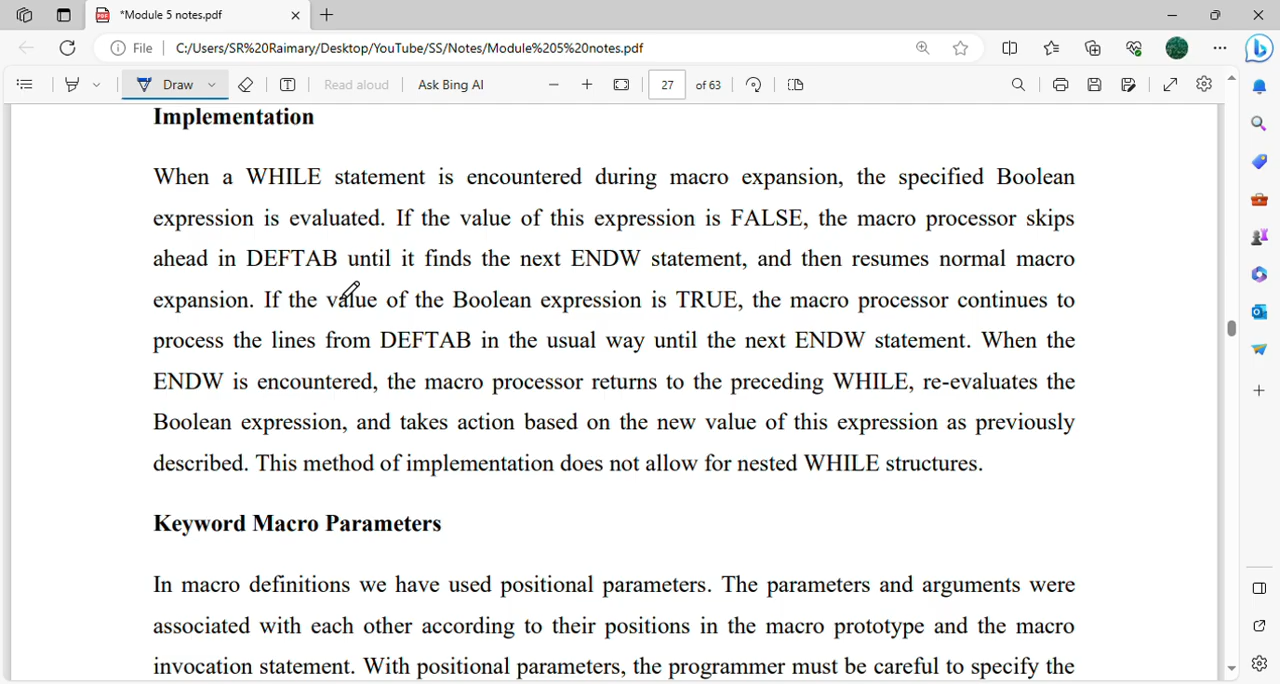 *Module 5 notes.pdf
File C:/Users/SR%20Raimary/Desktop/YouTube/SS/Notes/Module%205%20notes.pdf
Draw Read aloud Ask Bing AI 27 of 63
Implementation
When a WHILE statement is encountered during macro expansion, the specified Boolean
expression is evaluated. If the value of this expression is FALSE, the macro processor skips
ahead in DEFTAB until it finds the next ENDW statement, and then resumes normal macro
expansion. If the value of the Boolean expression is TRUE, the macro processor continues to
process the lines from DEFTAB in the usual way until the next ENDW statement. When the
ENDW is encountered, the macro processor returns to the preceding WHILE, re-evaluates the
Boolean expression, and takes action based on the new value of this expression as previously
described. This method of implementation does not allow for nested WHILE structures.
Keyword Macro Parameters
In macro definitions we have used positional parameters. The parameters and arguments were
associated with each other according to their positions in the macro prototype and the macro
invocation statement. With positional parameters, the programmer must be careful to specify the